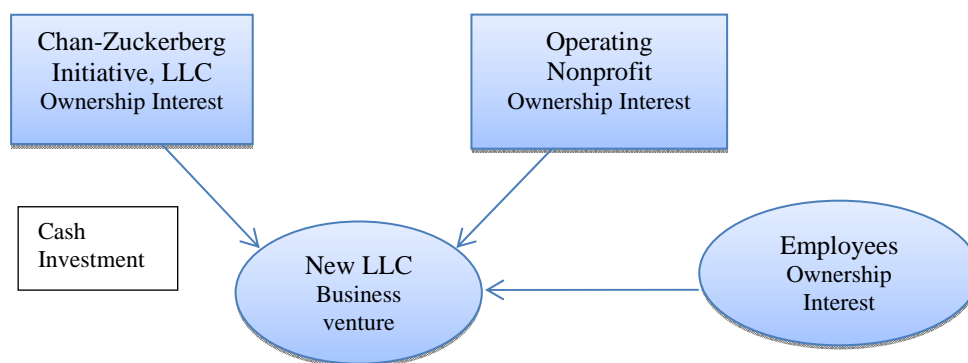 Chan-Zuckerberg
Initiative, LLC
Ownership Interest
Operating
Nonprofit
Ownership Interest
Cash
Investment
New LLC
Business
venture
Employees
Ownership
Interest